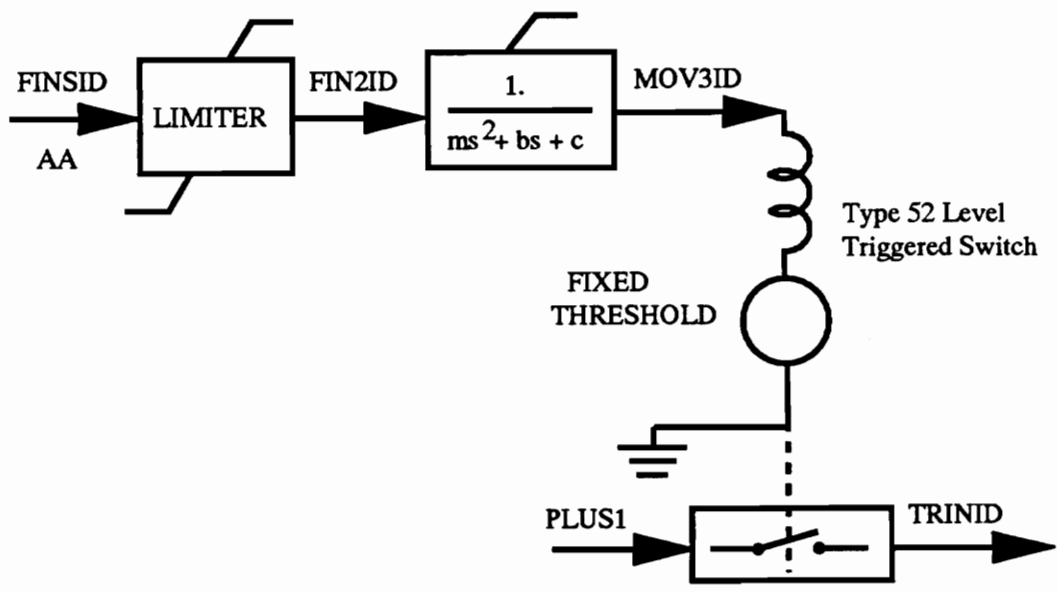 FINSID
AA
LIMITER
FIN2ID
1.
ms²+ bs + c
MOV3ID
Type 52 Level
Triggered Switch
FIXED
THRESHOLD
PLUS1
TRINID